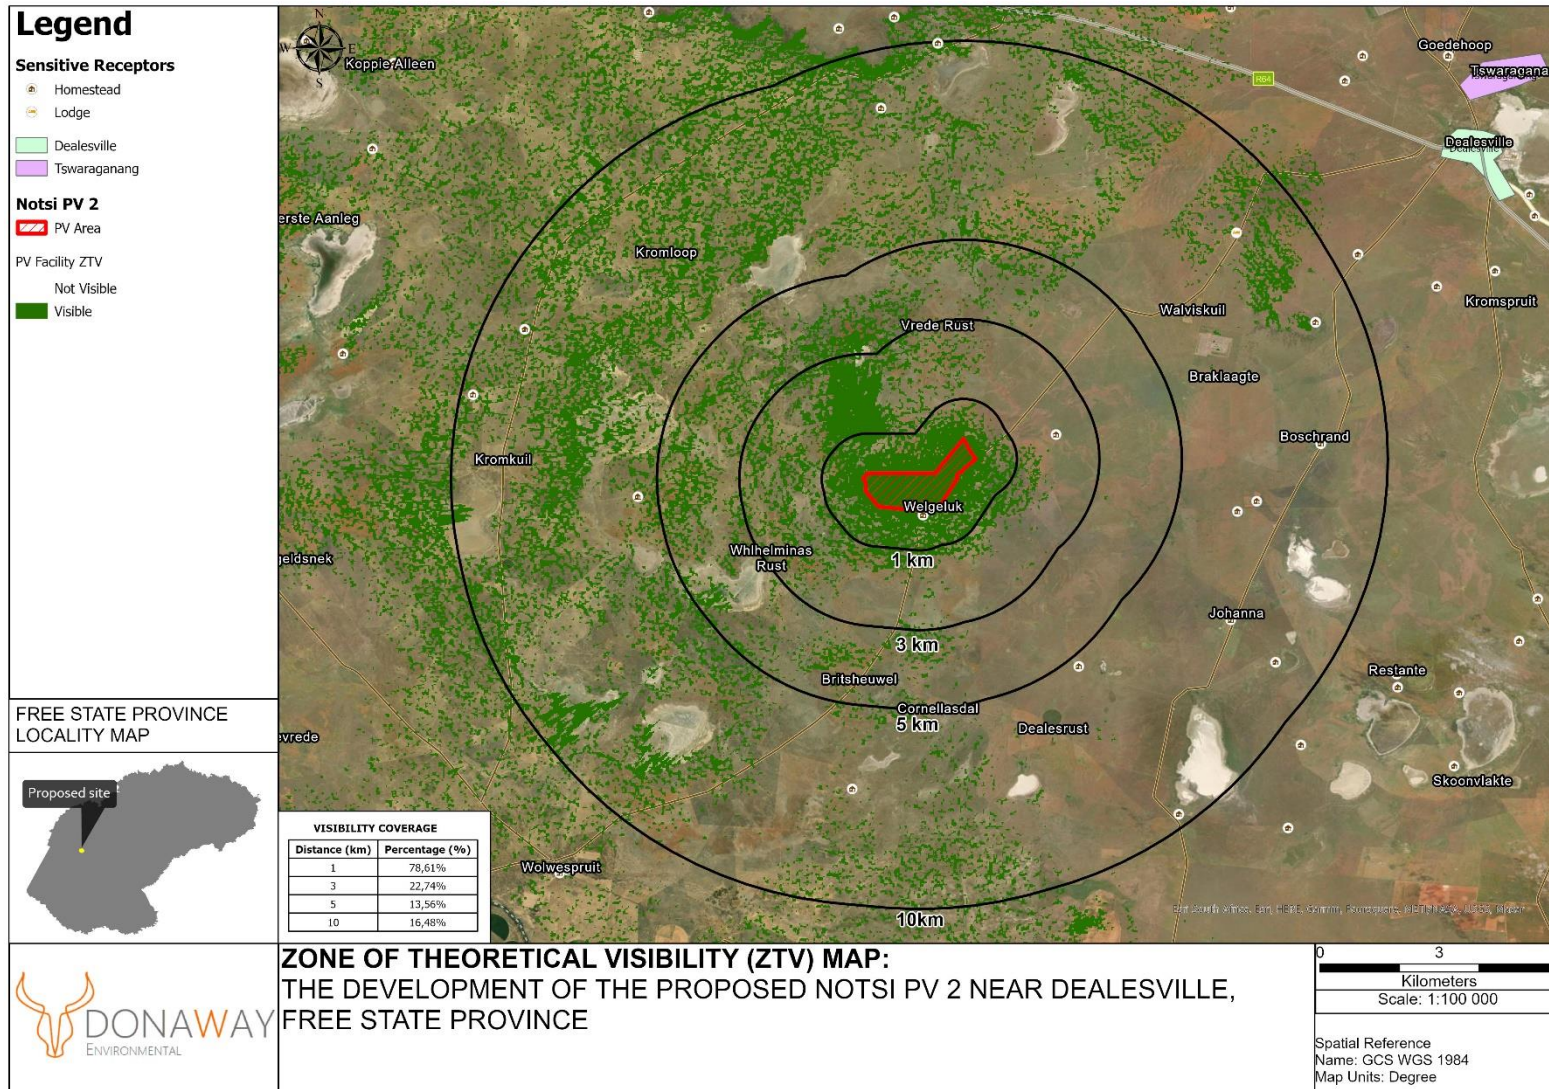 Legend
Sensitive Receptors
Homestead
Lodge
Dealesville
Tswaraganang
Notsi PV 2
PV Area
PV Facility ZTV
Not Visible
Visible
FREE STATE PROVINCE
LOCALITY MAP
Proposed site
N
W E
S
Koppie Alleen
Goedehoop
Tswaragana
R64
Dealesville
Dealesville
erste Aanleg
Kromloop
Walviskuil
Kromspruit
Vrede Rust
Braklaagte
Boschrand
Kromkuil
Welgeluk
Whlhelminas
Rust
geldsnek
1 km
Johanna
3 km
Restante
Britsheuwel
Cornellasdal
5 km
Dealesrust
evrede
Skoonvlakte
Wolwespruit
10km
VISIBILITY COVERAGE
Distance (km) Percentage (%)
1 78,61%
3 22,74%
5 13,56%
10 16,48%
DONAWAY
ENVIRONMENTAL
ZONE OF THEORETICAL VISIBILITY (ZTV) MAP:
THE DEVELOPMENT OF THE PROPOSED NOTSI PV 2 NEAR DEALESVILLE,
FREE STATE PROVINCE
0 3
Kilometers
Scale: 1:100 000
Spatial Reference
Name: GCS WGS 1984
Map Units: Degree